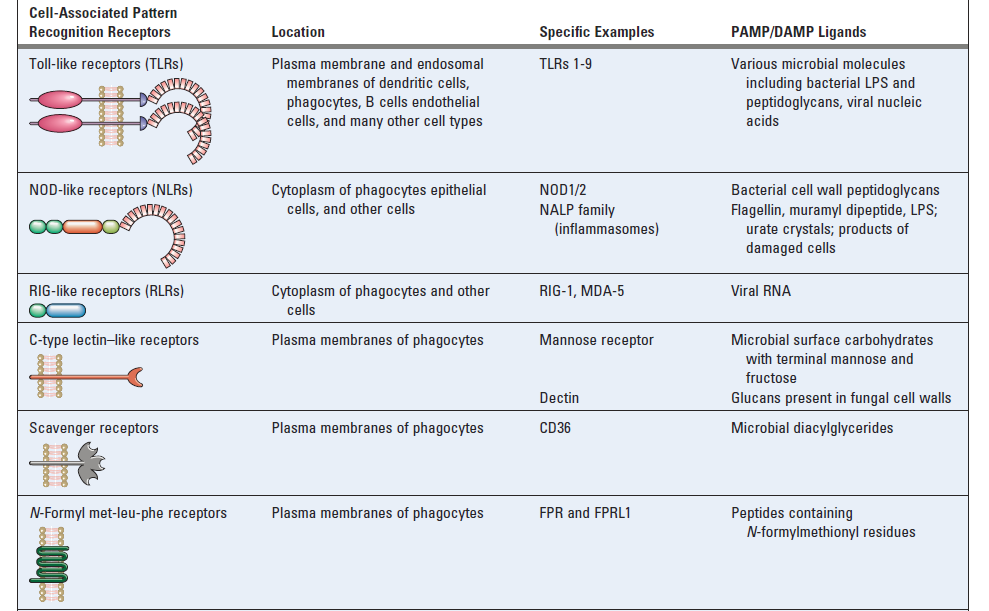 Cell-Associated Pattern
Recognition Receptors
Location
Specific Examples
PAMP/DAMP Ligands
Toll-like receptors (TLRs)
Plasma membrane and endosomal
membranes of dendritic cells,
phagocytes, B cells endothelial
cells, and many other cell types
TLRs 1-9
Various microbial molecules
including bacterial LPS and
peptidoglycans, viral nucleic
acids
NOD-like receptors (NLRs)
Cytoplasm of phagocytes epithelial
cells, and other cells
NOD1/2
NALP family
(inflammasomes)
Bacterial cell wall peptidoglycans
Flagellin, muramyl dipeptide, LPS;
urate crystals; products of
damaged cells
RIG-like receptors (RLRs)
Cytoplasm of phagocytes and other
cells
RIG-1, MDA-5
Viral RNA
C-type lectin–like receptors
Plasma membranes of phagocytes
Mannose receptor
Microbial surface carbohydrates
with terminal mannose and
fructose
Dectin
Glucans present in fungal cell walls
Scavenger receptors
Plasma membranes of phagocytes
CD36
Microbial diacylglycerides
N-Formyl met-leu-phe receptors
Plasma membranes of phagocytes
FPR and FPRL1
Peptides containing
N-formylmethionyl residues